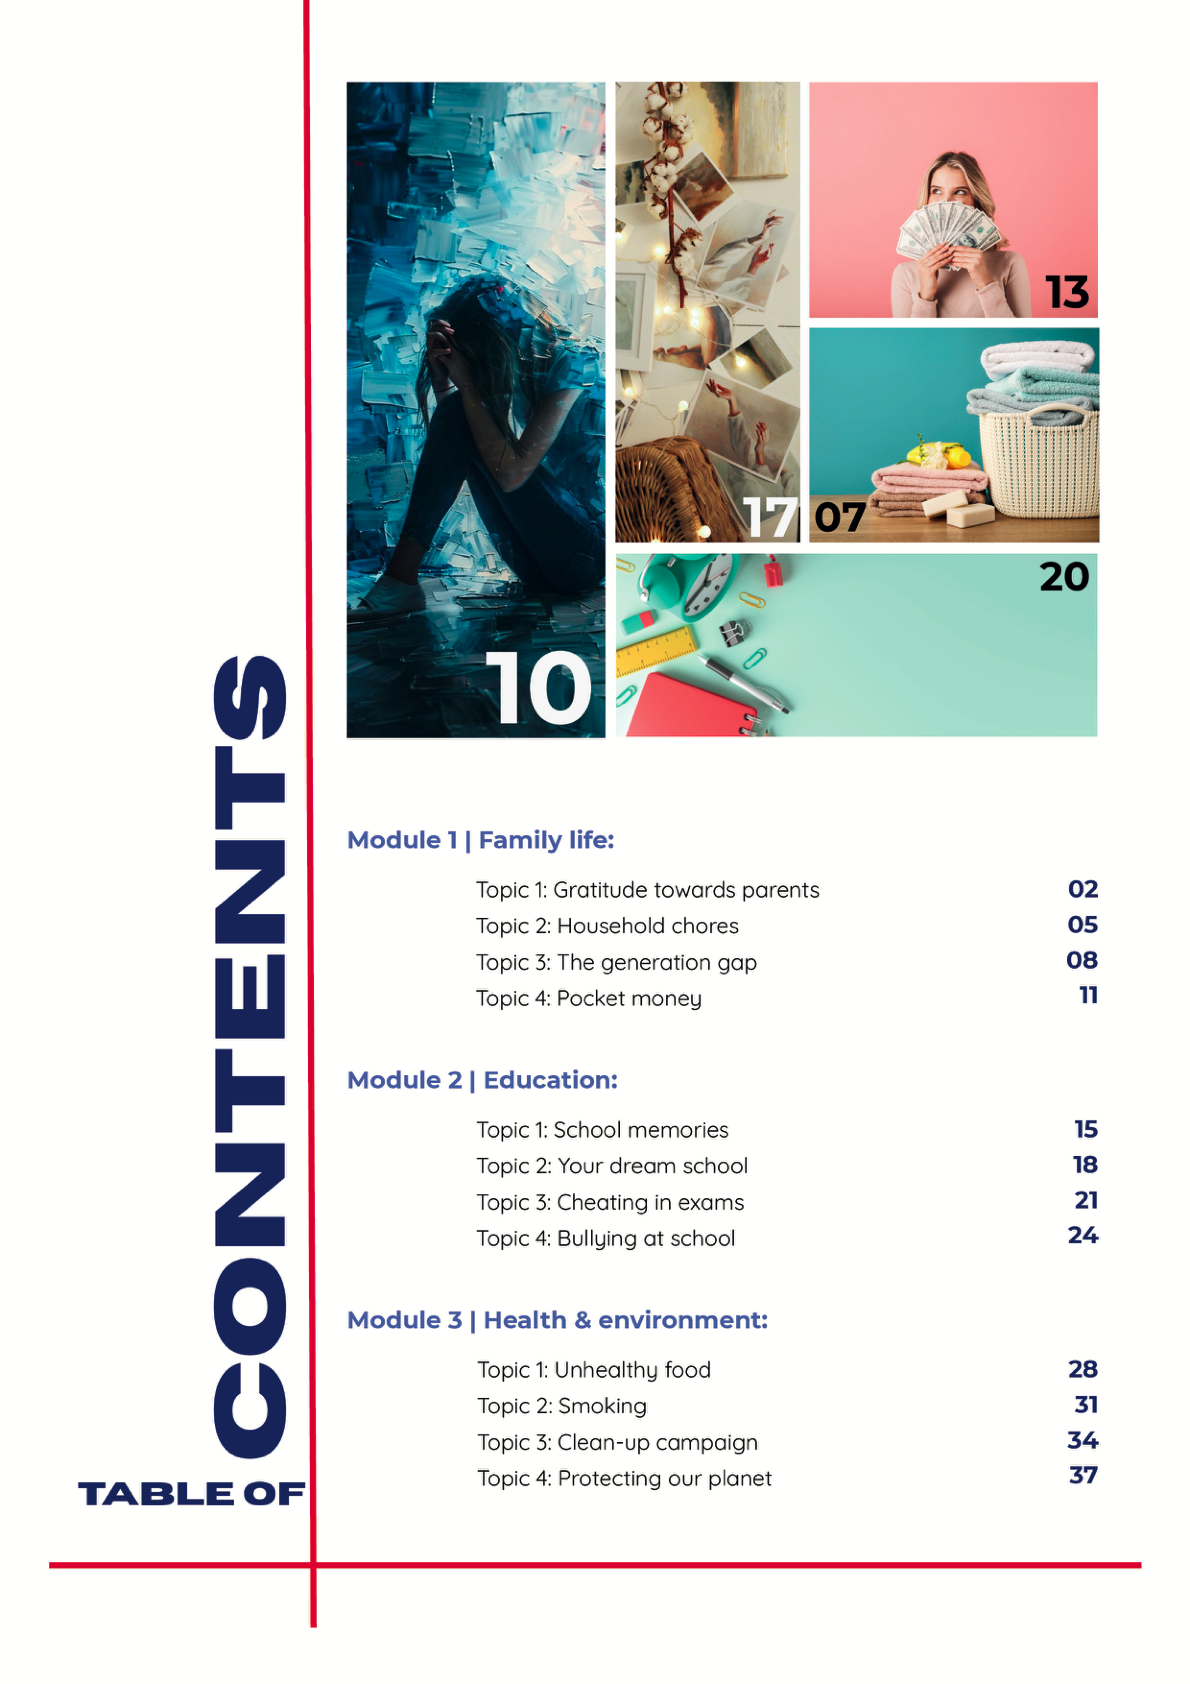 13
17
07
20
10
TABLE OF
CONTENTS
Module 1 | Family life:
Topic 1: Gratitude towards parents 02
Topic 2: Household chores 05
Topic 3: The generation gap 08
Topic 4: Pocket money 11
Module 2 | Education:
Topic 1: School memories 15
Topic 2: Your dream school 18
Topic 3: Cheating in exams 21
Topic 4: Bullying at school 24
Module 3 | Health & environment:
Topic 1: Unhealthy food 28
Topic 2: Smoking 31
Topic 3: Clean-up campaign 34
Topic 4: Protecting our planet 37